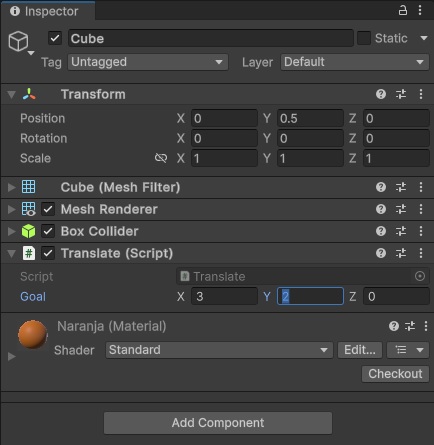 Inspector
Cube Static
Tag Untagged Layer Default
Transform
Position X 0 Y 0.5 Z 0
Rotation X 0 Y 0 Z 0
Scale X 1 Y 1 Z 1
Cube (Mesh Filter)
Mesh Renderer
Box Collider
# Translate (Script)
Script # Translate
Goal X 3 Y 2 Z 0
Naranja (Material)
Shader Standard Edit...
Checkout
Add Component